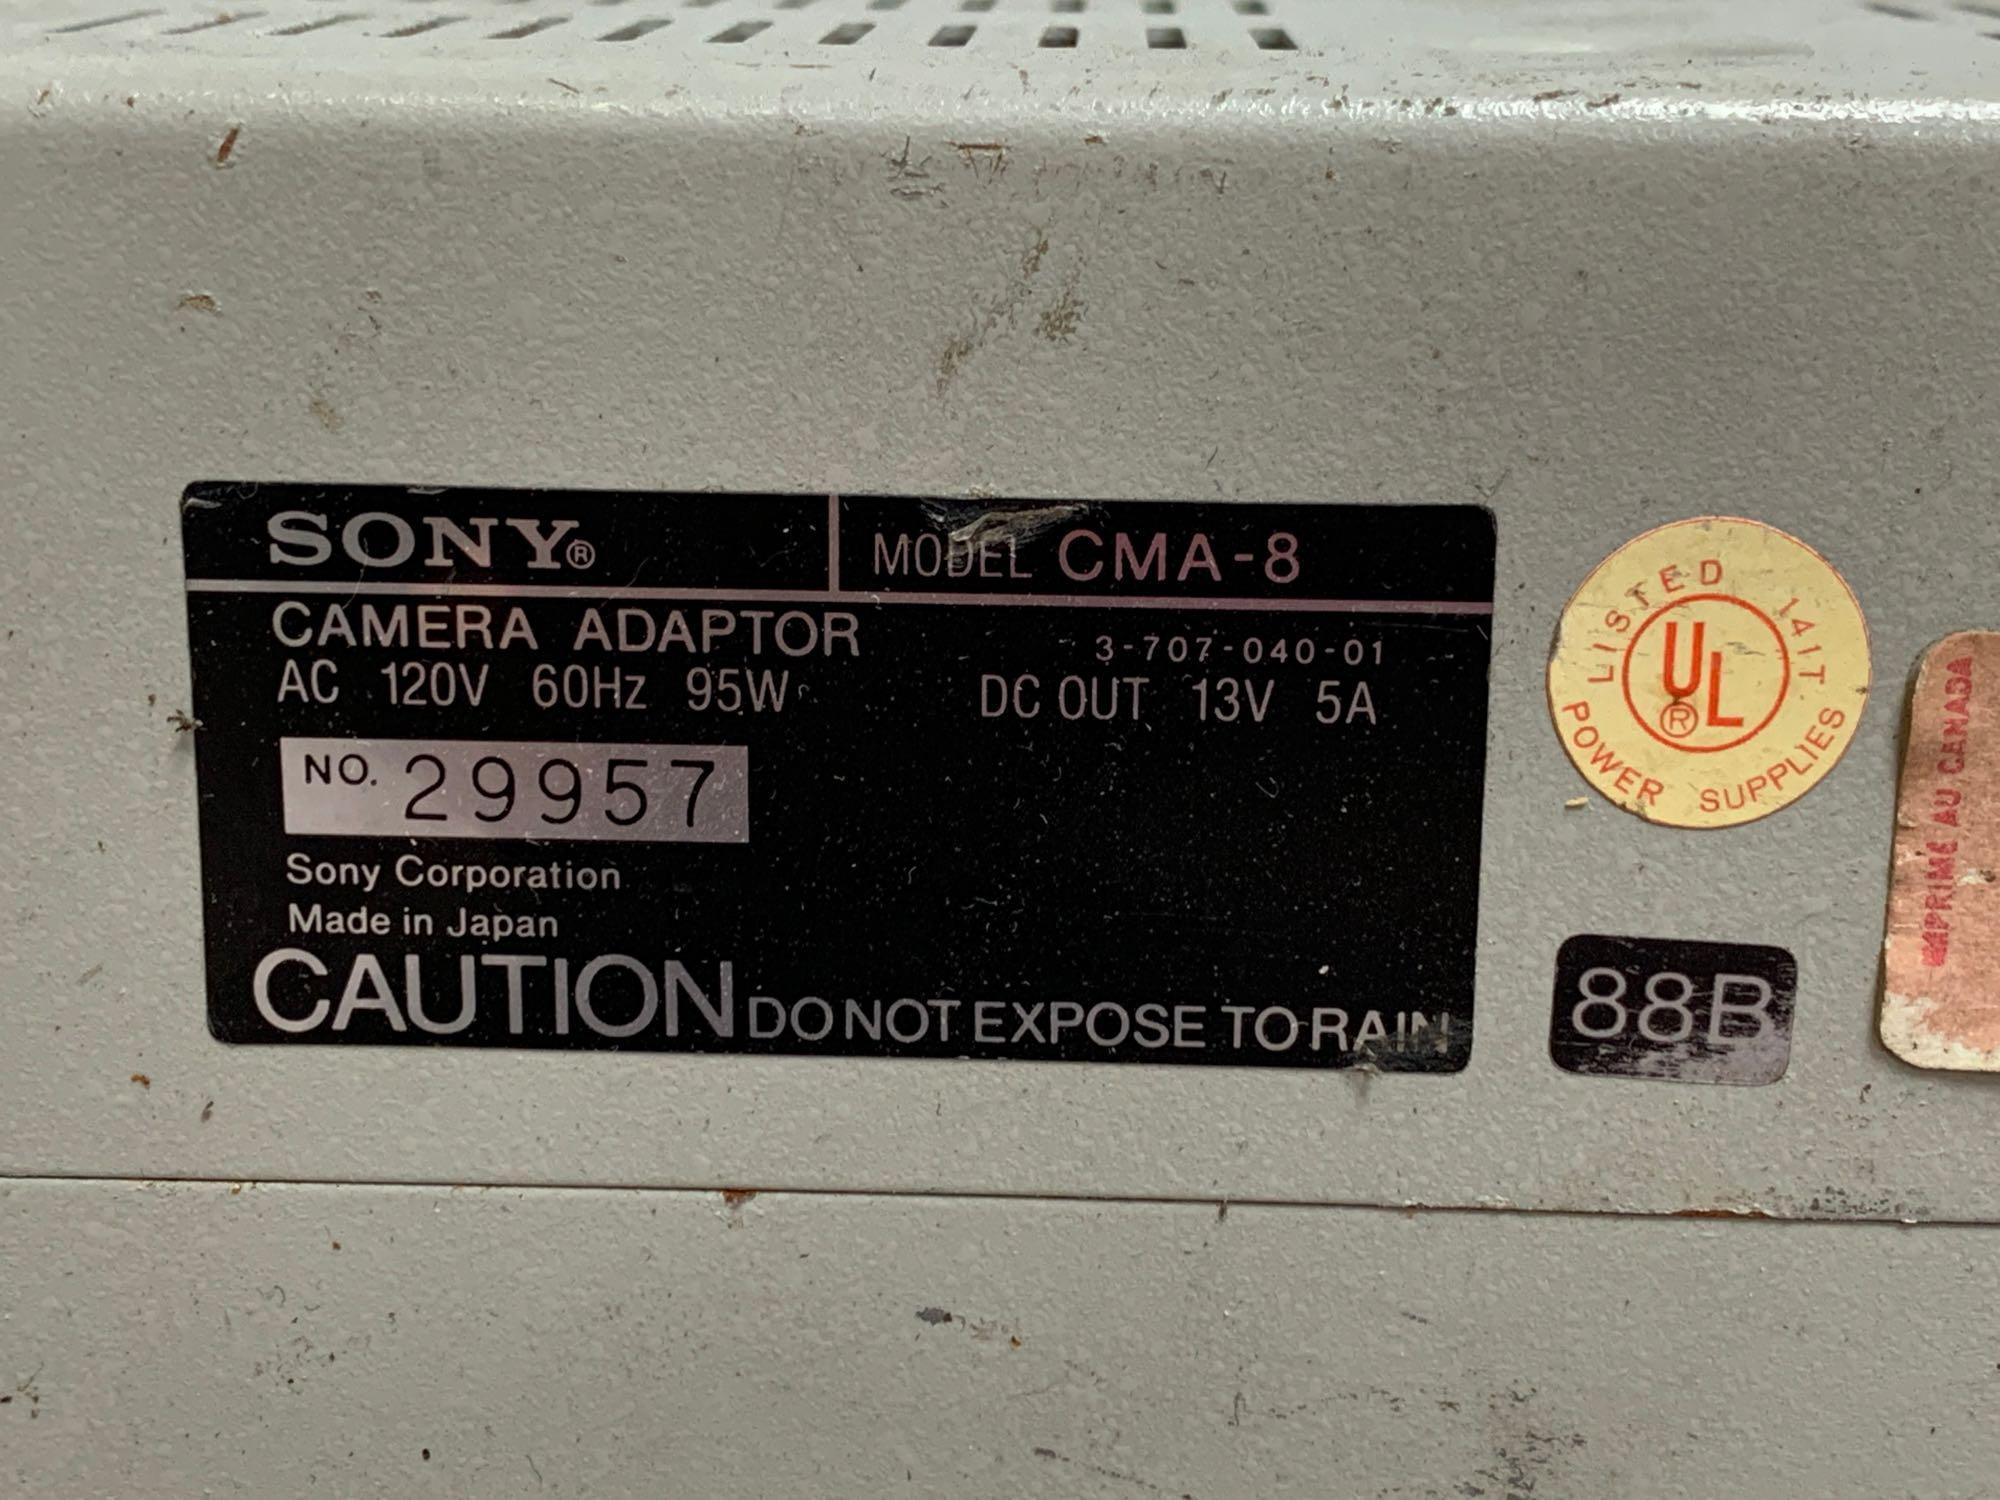 SONY®
MODEL CMA-8
CAMERA ADAPTOR
3-707-040-01
AC 120V 60Hz 95W
DC OUT 13V 5A
NO. 29957
Sony Corporation
Made in Japan
CAUTION DO NOT EXPOSE TO RAIN
LISTED 141T
UL®
POWER SUPPLIES
88B
IMPRIME AU CANADA